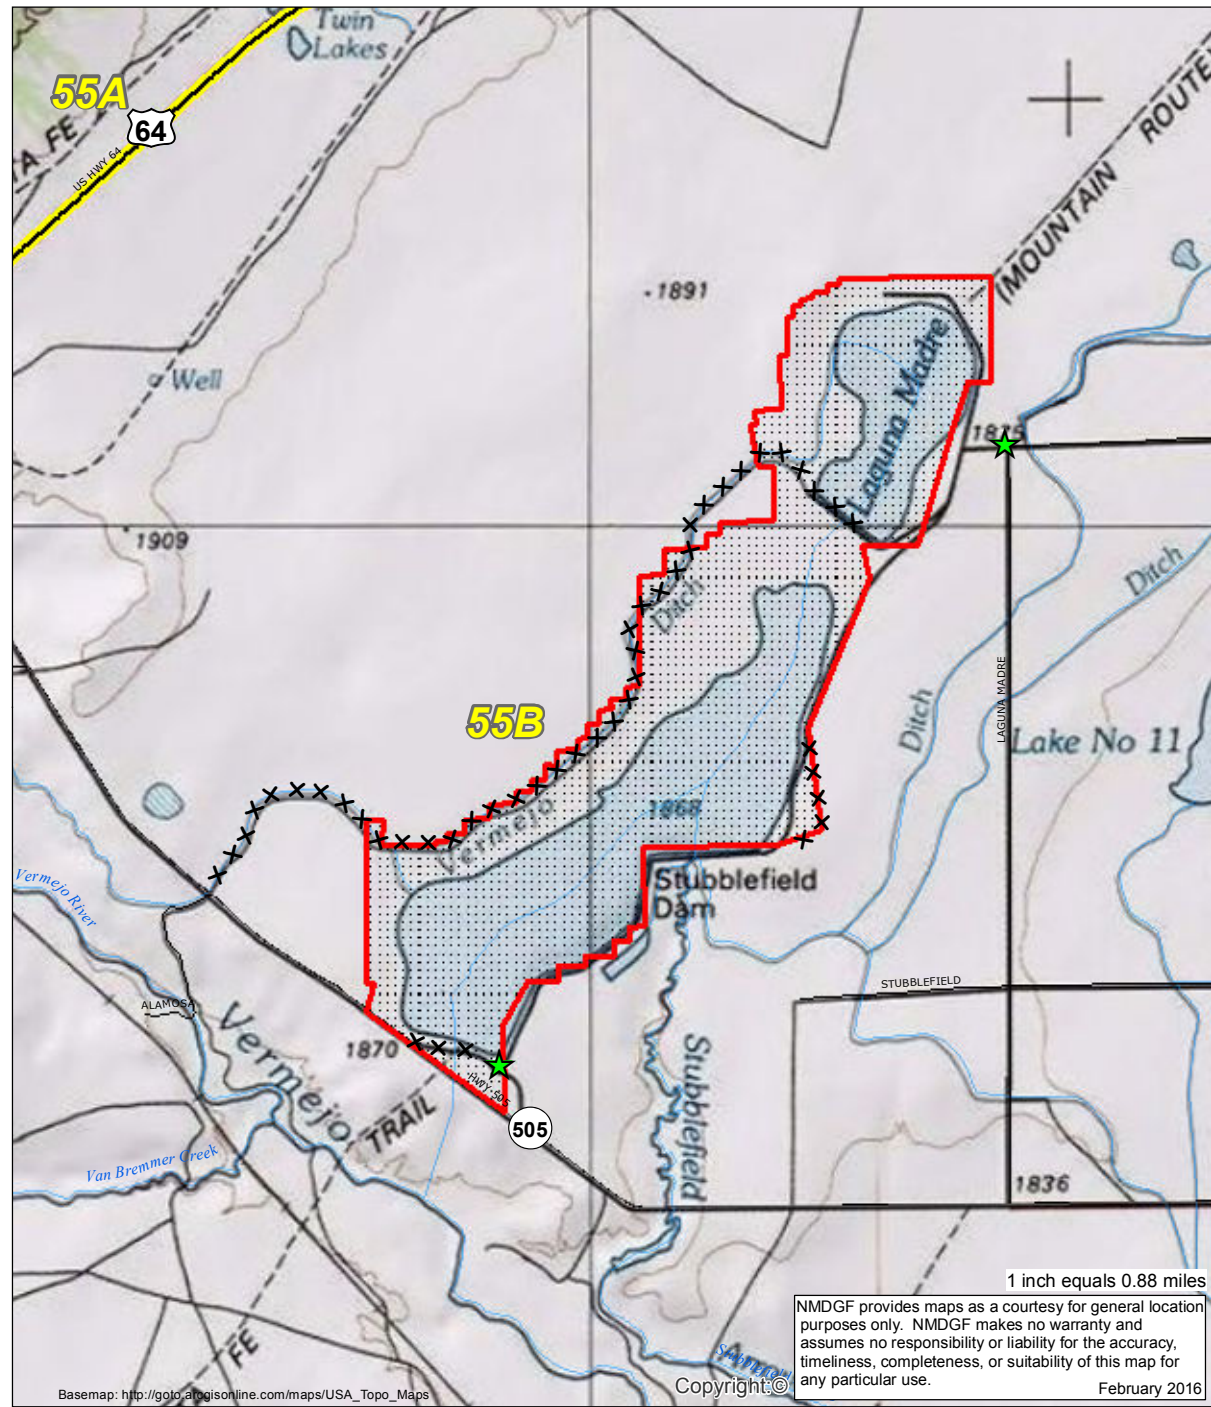 Twin
Lakes
55A
64
TA FE
US HWY 64
(MOUNTAIN ROUTE)
1891
Well
Laguna Madre
1875
1909
Ditch
Ditch
LAGUNA MADRE
Ditch
Lake No 11
55B
1868
Vermejo
Stubblefield
Dam
Vermejo River
STUBBLEFIELD
ALAMOSA
Vermejo
1870
HWY 505
TRAIL
505
Stubblefield
Van Bremmer Creek
1836
FE
1 inch equals 0.88 miles
NMDGF provides maps as a courtesy for general location
purposes only. NMDGF makes no warranty and
assumes no responsibility or liability for the accuracy,
timeliness, completeness, or suitability of this map for
any particular use.
February 2016
Stubblefield
Copyright:©
Basemap: http://goto.arcgisonline.com/maps/USA_Topo_Maps